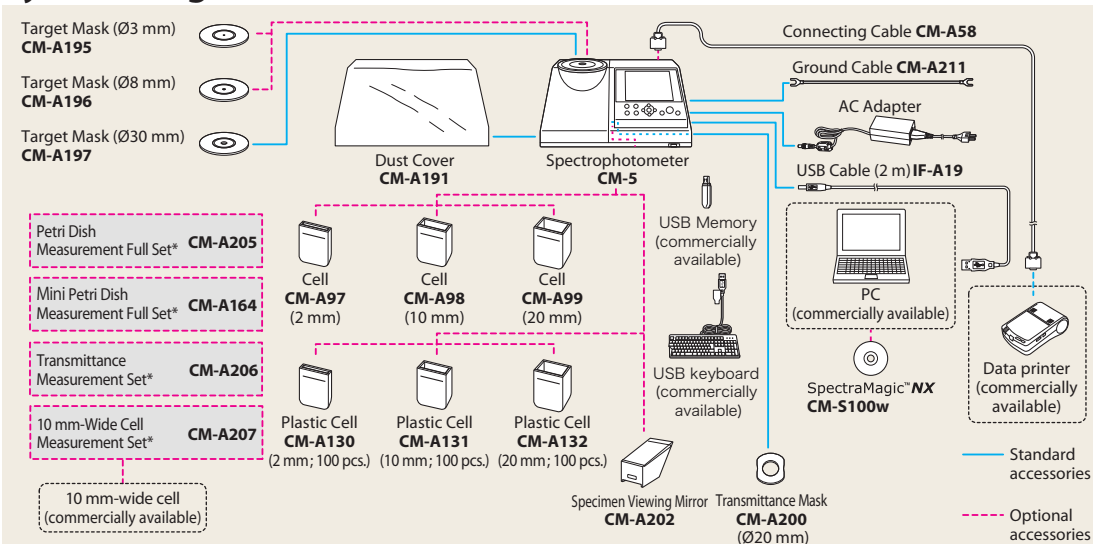 Target Mask (Ø3 mm)
CM-A195
Target Mask (Ø8 mm)
CM-A196
Target Mask (Ø30 mm)
CM-A197
Dust Cover
CM-A191
Spectrophotometer
CM-5
Connecting Cable CM-A58
Ground Cable CM-A211
AC Adapter
USB Cable (2 m) IF-A19
Petri Dish
Measurement Full Set* CM-A205
Mini Petri Dish
Measurement Full Set* CM-A164
Transmittance
Measurement Set* CM-A206
10 mm-Wide Cell
Measurement Set* CM-A207
10 mm-wide cell
(commercially available)
Cell
CM-A97
(2 mm)
Cell
CM-A98
(10 mm)
Cell
CM-A99
(20 mm)
Plastic Cell
CM-A130
(2 mm; 100 pcs.)
Plastic Cell
CM-A131
(10 mm; 100 pcs.)
Plastic Cell
CM-A132
(20 mm; 100 pcs.)
USB Memory
(commercially
available)
USB keyboard
(commercially
available)
Specimen Viewing Mirror
CM-A202
Transmittance Mask
CM-A200
(Ø20 mm)
PC
(commercially available)
SpectraMagic™NX
CM-S100w
Data printer
(commercially
available)
Standard
accessories
Optional
accessories